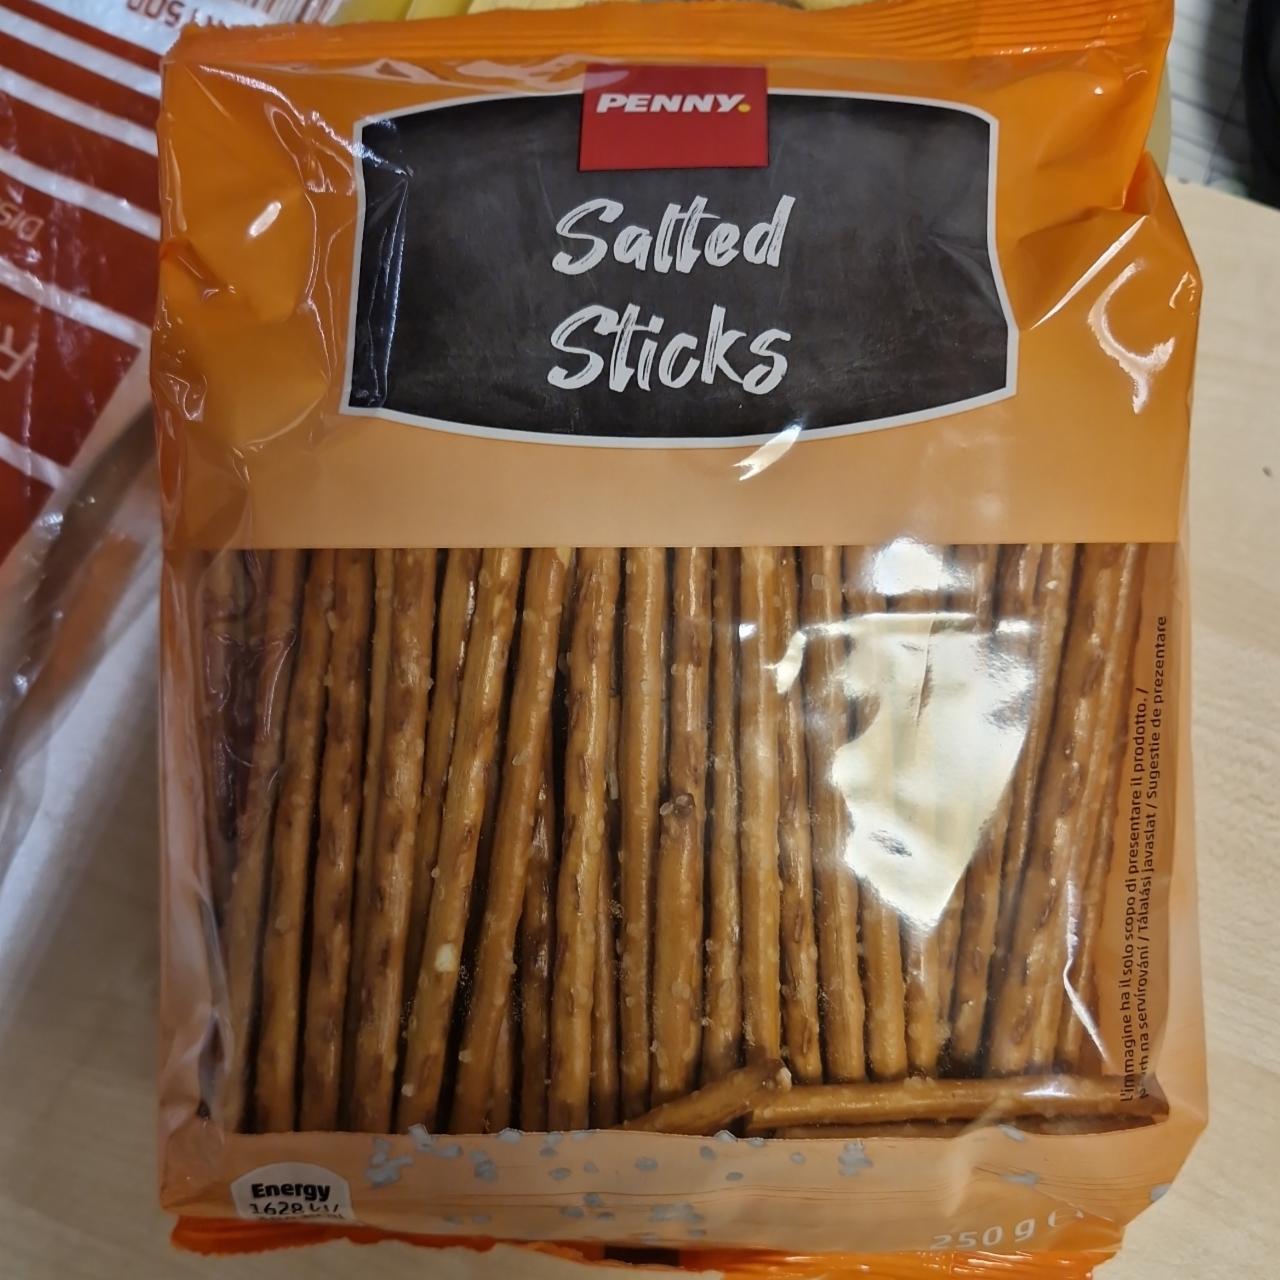 PENNY.
Salted
Sticks
L'immagine ha il solo scopo di presentare il prodotto. /
na servírování / Tálalási javaslat / Sugestie de prezentare
Energy
1628 kJ/
250 g e
DIS